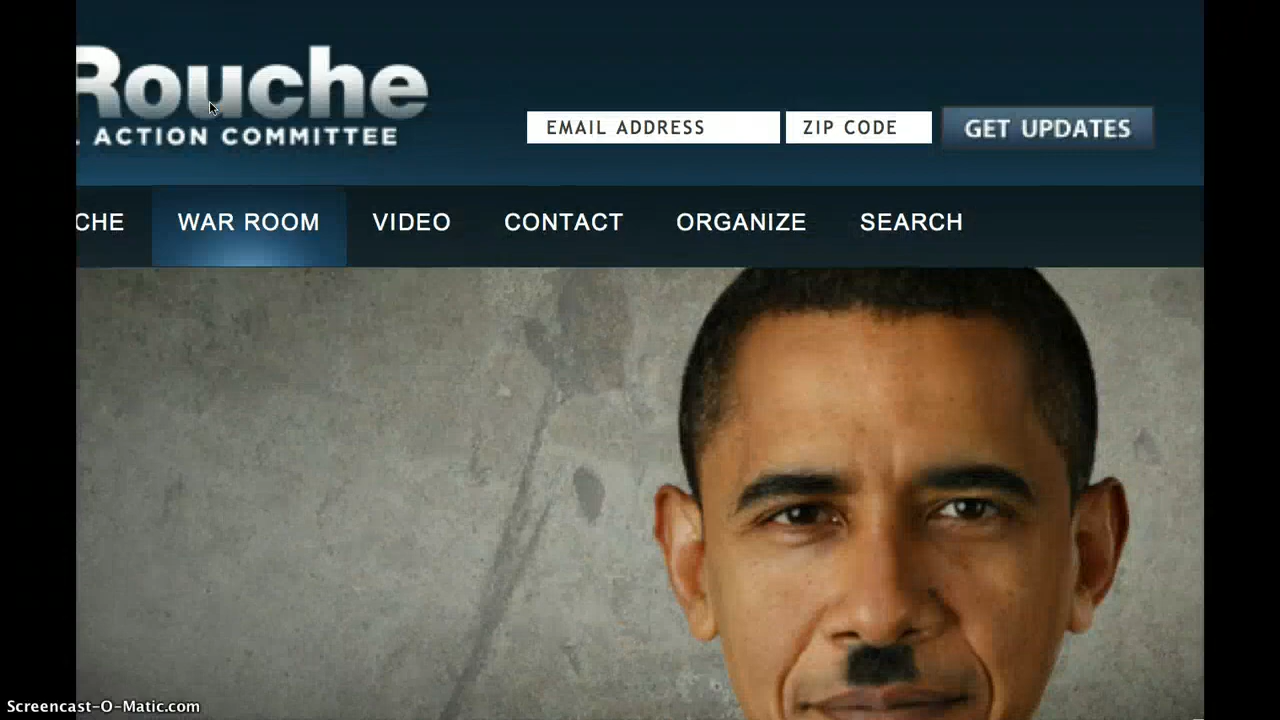 Rouche
. ACTION COMMITTEE
EMAIL ADDRESS
ZIP CODE
GET UPDATES
CHE
WAR ROOM
VIDEO
CONTACT
ORGANIZE
SEARCH
Screencast-O-Matic.com